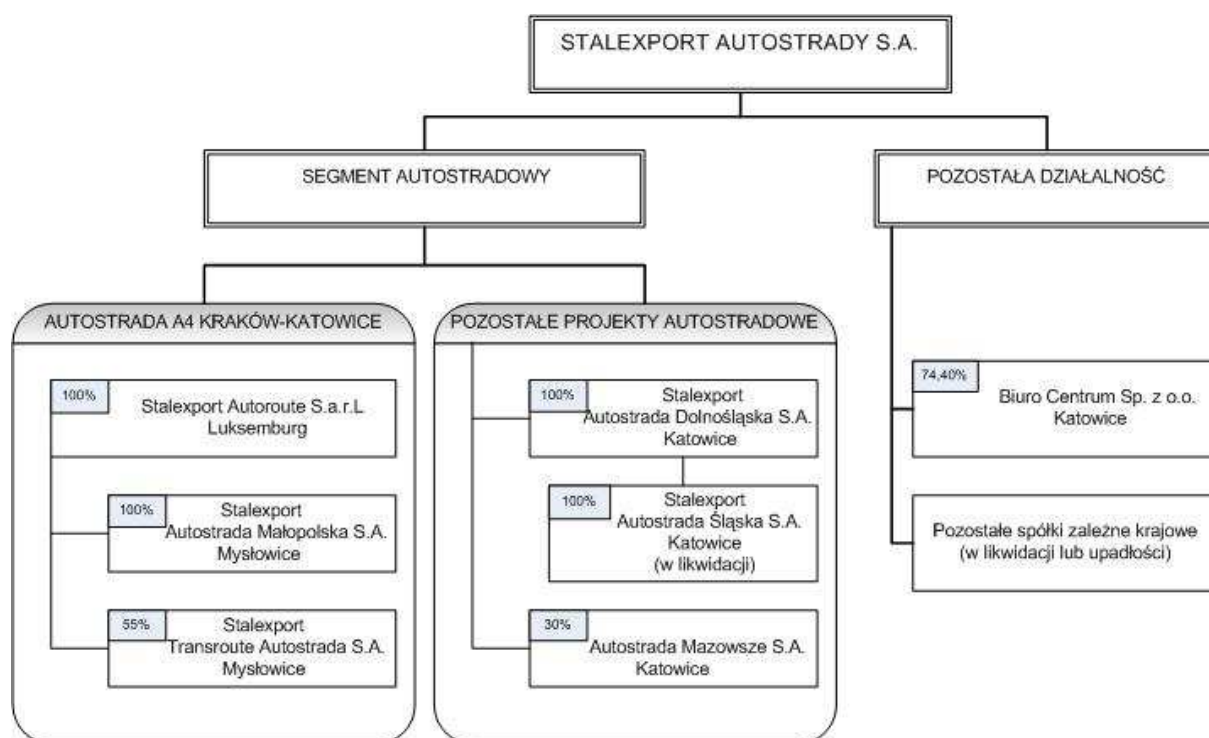 STALEXPORT AUTOSTRADY S.A.
SEGMENT AUTOSTRADOWY
POZOSTAŁA DZIAŁALNOŚĆ
AUTOSTRADA A4 KRAKÓW-KATOWICE
100%
Stalexport Autoroute S.a.r.L
Luksemburg
100%
Stalexport
Autostrada Małopolska S.A.
Mysłowice
55%
Stalexport
Transroute Autostrada S.A.
Mysłowice
POZOSTAŁE PROJEKTY AUTOSTRADOWE
100%
Stalexport
Autostrada Dolnośląska S.A.
Katowice
100%
Stalexport
Autostrada Śląska S.A.
Katowice
(w likwidacji)
30%
Autostrada Mazowsze S.A.
Katowice
74,40%
Biuro Centrum Sp. z o.o.
Katowice
Pozostałe spółki zależne krajowe
(w likwidacji lub upadłości)